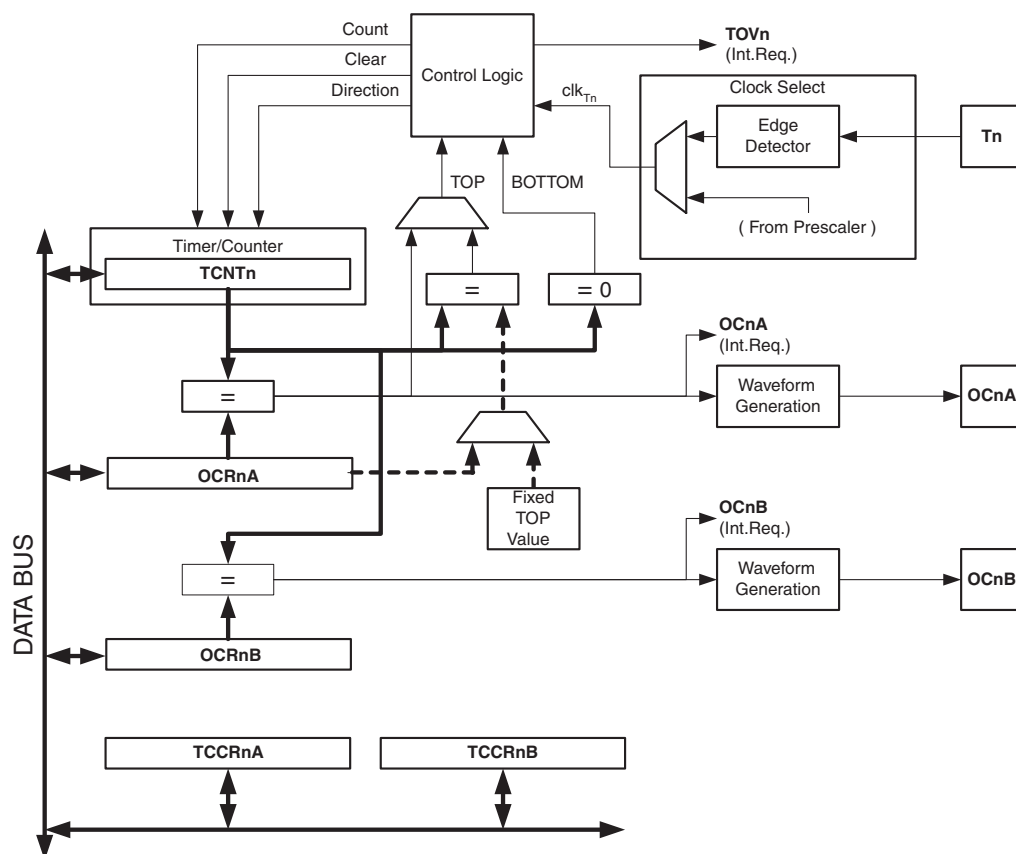 Count
Clear
Direction
Control Logic
TOVn
(Int.Req.)
clkTn
Clock Select
Edge
Detector
Tn
( From Prescaler )
TOP
BOTTOM
Timer/Counter
TCNTn
=
= 0
OCnA
(Int.Req.)
=
Waveform
Generation
OCnA
OCRnA
Fixed
TOP
Value
OCnB
(Int.Req.)
=
Waveform
Generation
OCnB
OCRnB
DATA BUS
TCCRnA
TCCRnB